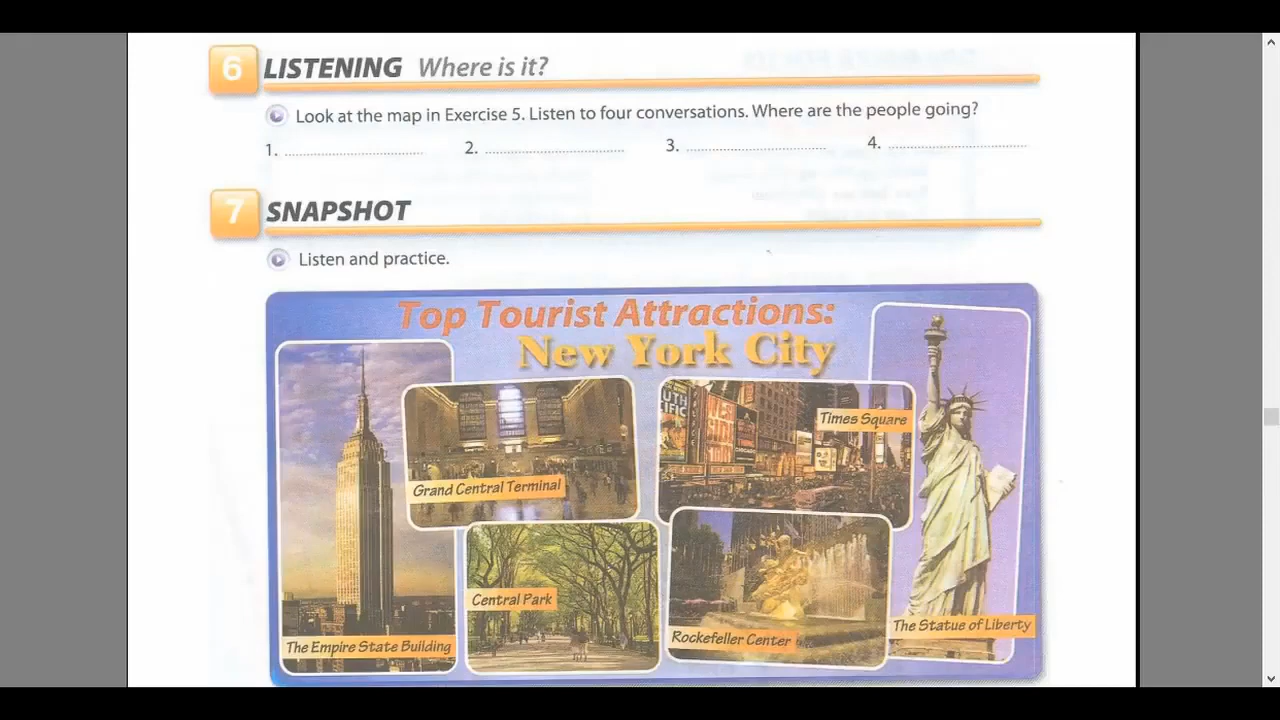 6 LISTENING Where is it?
Look at the map in Exercise 5. Listen to four conversations. Where are the people going?
1. 2. 3. 4.
7 SNAPSHOT
Listen and practice.
Top Tourist Attractions:
New York City
Times Square
Grand Central Terminal
Central Park
The Empire State Building
Rockefeller Center
The Statue of Liberty